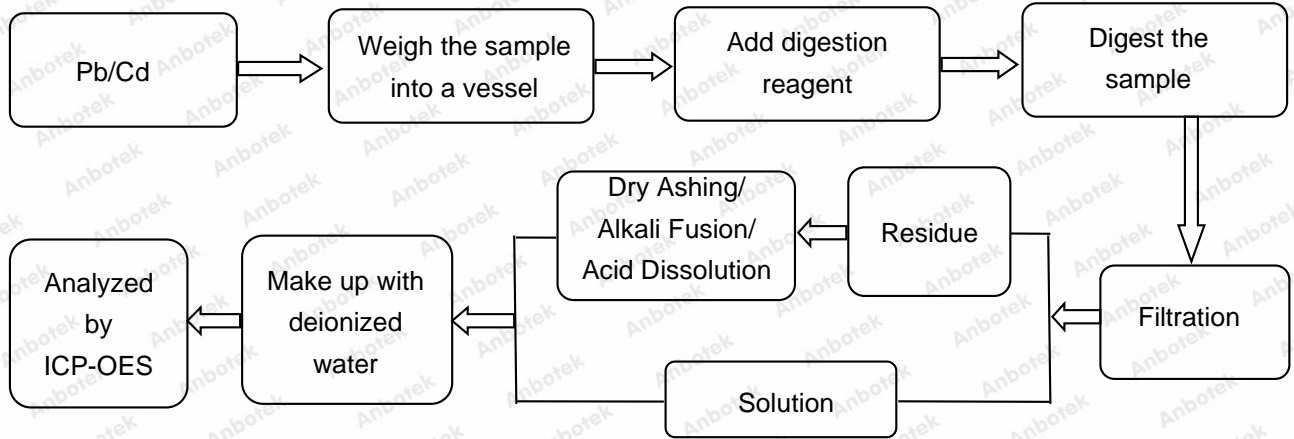 Pb/Cd
Weigh the sample
into a vessel
Add digestion
reagent
Digest the
sample
Filtration
Residue
Dry Ashing/
Alkali Fusion/
Acid Dissolution
Solution
Make up with
deionized
water
Analyzed
by
ICP-OES
Anbotek